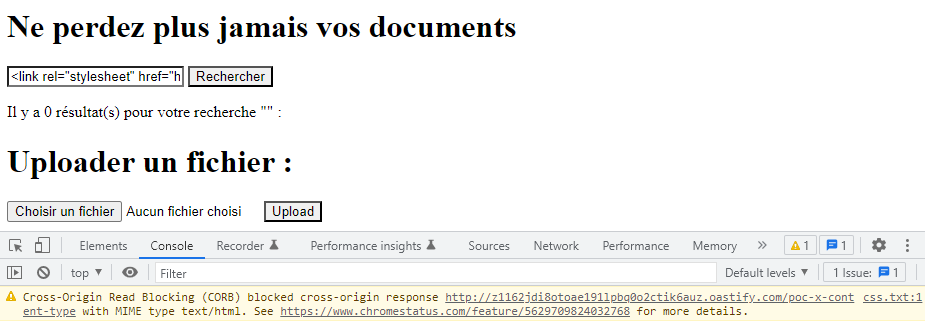 Ne perdez plus jamais vos documents
<link rel="stylesheet" href="h Rechercher
Il y a 0 résultat(s) pour votre recherche "" :
Uploader un fichier :
Choisir un fichier Aucun fichier choisi Upload
Elements Console Recorder Performance insights Sources Network Performance Memory » 1 1
top ▼ Filter Default levels ▼ 1 Issue: 1
Cross-Origin Read Blocking (CORB) blocked cross-origin response http://z1162jdi8otoae1911pbq0o2ctik6auz.oastify.com/poc-x-cont css.txt:1
ent-type with MIME type text/html. See https://www.chromestatus.com/feature/5629709824032768 for more details.